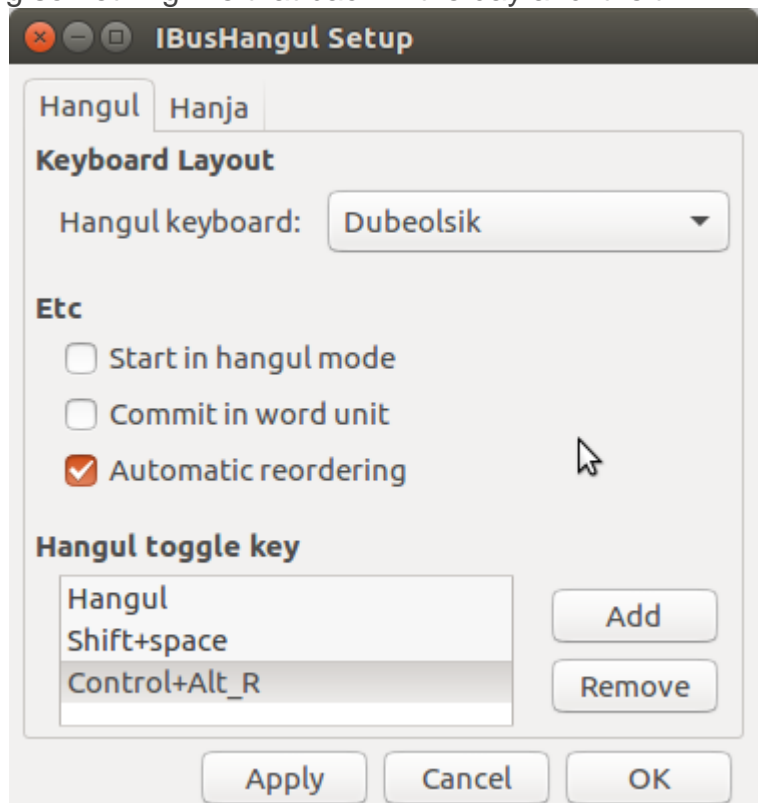 IBusHangul Setup
Hangul Hanja
Keyboard Layout
Hangul keyboard: Dubeolsik
Etc
Start in hangul mode
Commit in word unit
Automatic reordering
Hangul toggle key
Hangul
Shift+space
Control+Alt_R
Add
Remove
Apply Cancel OK